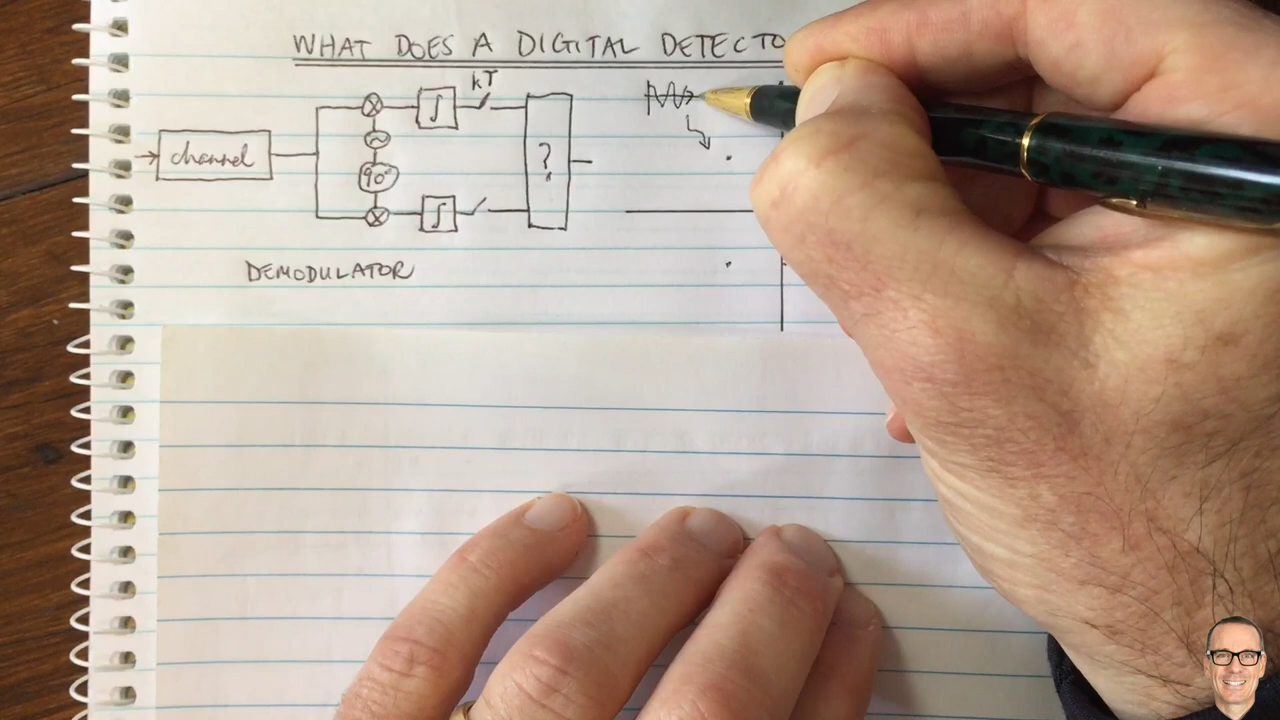 WHAT DOES A DIGITAL DETECTO
kT
channel
90°
?
∫
∫
DEMODULATOR